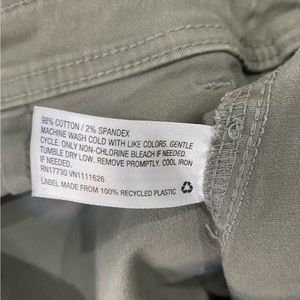 98% COTTON / 2% SPANDEX
MACHINE WASH COLD WITH LIKE COLORS. GENTLE
CYCLE. ONLY NON-CHLORINE BLEACH IF NEEDED.
TUMBLE DRY LOW. REMOVE PROMPTLY. COOL IRON
IF NEEDED.
RN17730 VN1111626
LABEL MADE FROM 100% RECYCLED PLASTIC